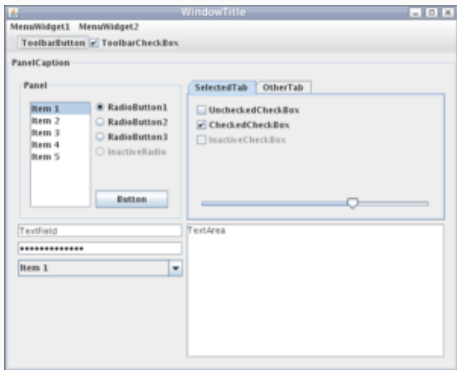 WindowTitle
MenuWidget1 MenuWidget2
ToolbarButton ToolbarCheckBox
PanelCaption
Panel
Item 1
Item 2
Item 3
Item 4
Item 5
RadioButton1
RadioButton2
RadioButton3
InactiveRadio
Button
SelectedTab OtherTab
UncheckedCheckBox
CheckedCheckBox
InactiveCheckBox
TextField
•••••••••••••
Item 1
TextArea